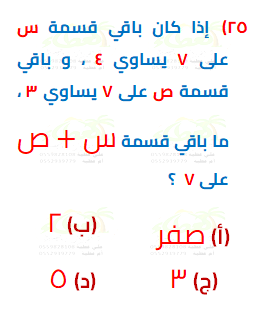 ٢٥) إذا كان باقي قسمة س
على ٧ يساوي ٤ ، و باقي
قسمة ص على ٧ يساوي ٣ ،
ما باقي قسمة س + ص
على ٧ ؟
(أ) صفر (ب) ٢
(ج) ٣ (د) ٥